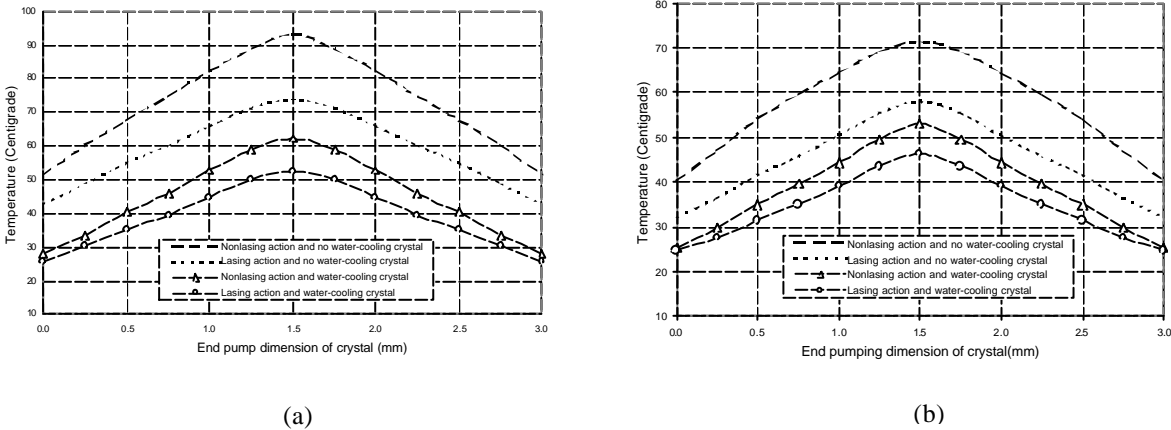 100
90
80
70
60
50
40
30
20
10
Temperature (Centigrade)
Nonlasing action and no water-cooling crystal
Lasing action and no water-cooling crystal
Nonlasing action and water-cooling crystal
Lasing action and water-cooling crystal
0.0 0.5 1.0 1.5 2.0 2.5 3.0
End pump dimension of crystal (mm)
(a)
80
70
60
50
40
30
20
10
Temperature (Centigrade)
Nonlasing action and no water-cooling crystal
Lasing action and no water-cooling crystal
Nonlasing action and water-cooling crystal
Lasing action and water-cooling crystal
0.0 0.5 1.0 1.5 2.0 2.5 3.0
End pumping dimension of crystal(mm)
(b)